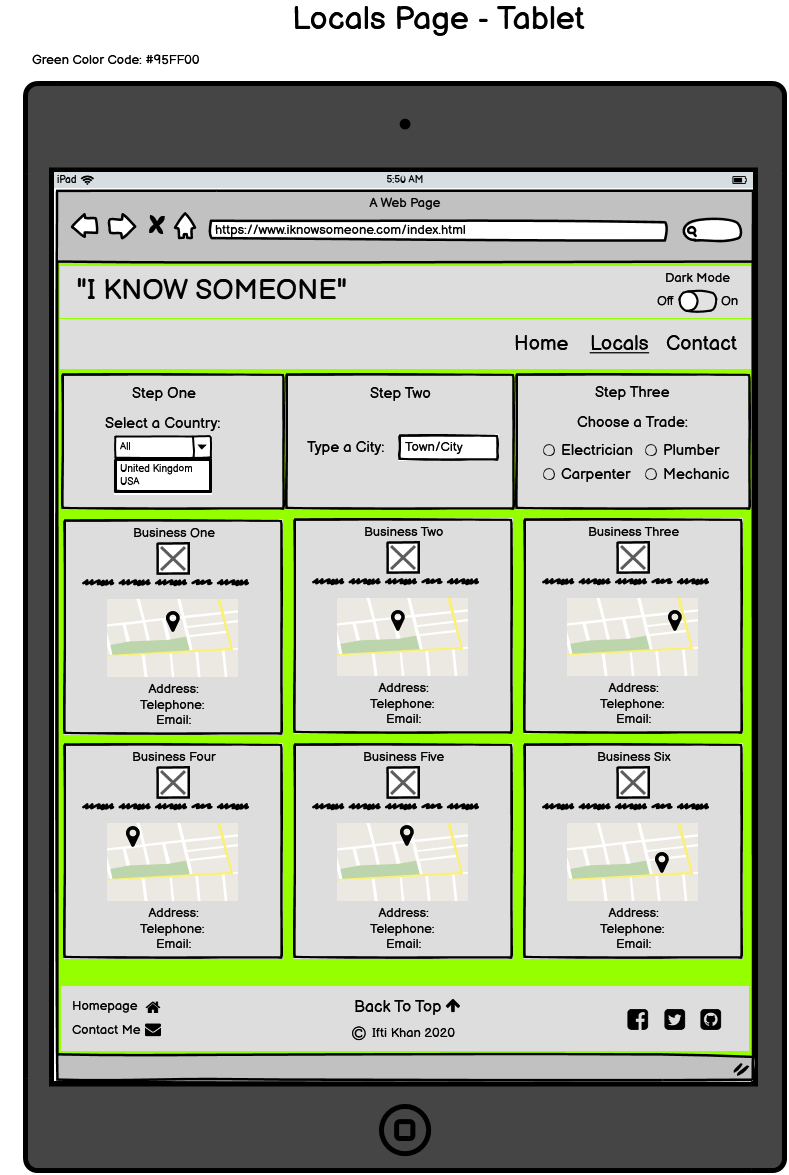 Locals Page - Tablet
Green Color Code: #95FF00
iPad 5:50 AM
A Web Page
https://www.iknowsomeone.com/index.html
"I KNOW SOMEONE"
Dark Mode
Off On
Home Locals Contact
Step One
Select a Country:
All
United Kingdom
USA
Step Two
Type a City: Town/City
Step Three
Choose a Trade:
Electrician Plumber
Carpenter Mechanic
Business One
Address:
Telephone:
Email:
Business Two
Address:
Telephone:
Email:
Business Three
Address:
Telephone:
Email:
Business Four
Address:
Telephone:
Email:
Business Five
Address:
Telephone:
Email:
Business Six
Address:
Telephone:
Email:
Homepage
Contact Me
Back To Top
© Ifti Khan 2020